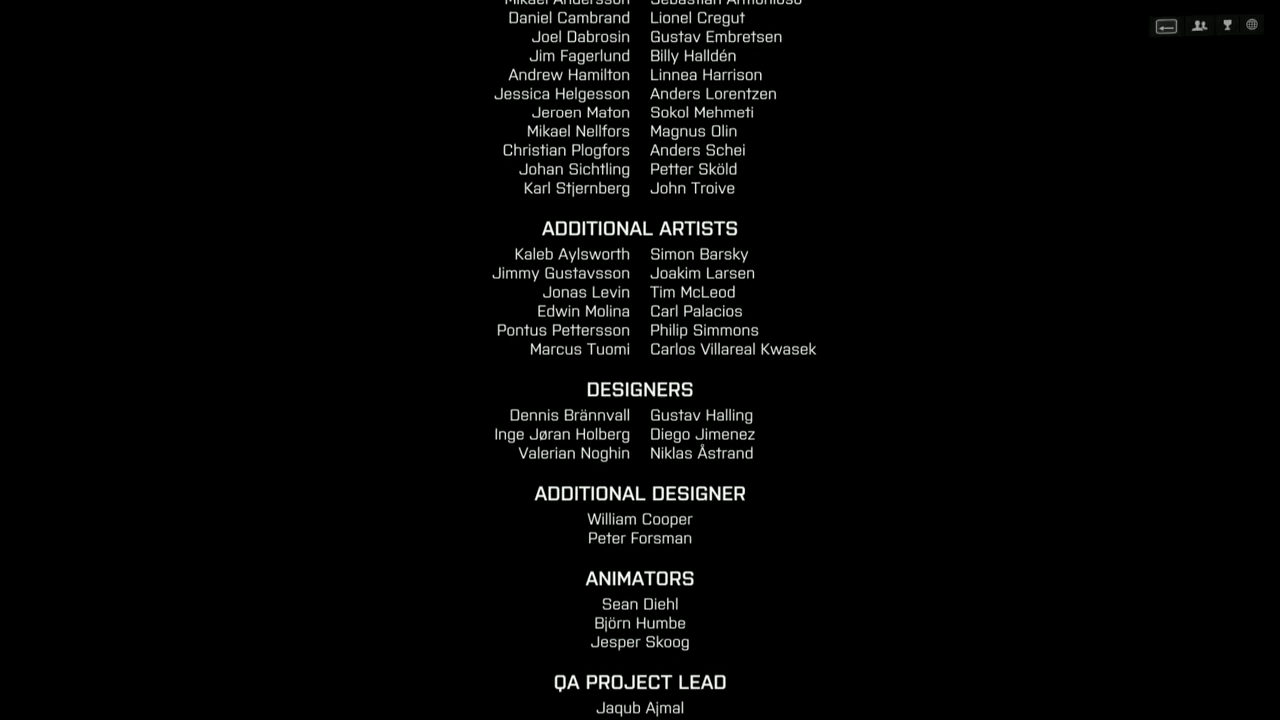 Mikael Andersson Sebastian Armonioso
Daniel Cambrand Lionel Cregut
Joel Dabrosin Gustav Embretsen
Jim Fagerlund Billy Halldén
Andrew Hamilton Linnea Harrison
Jessica Helgesson Anders Lorentzen
Jeroen Maton Sokol Mehmeti
Mikael Nellfors Magnus Olin
Christian Plogfors Anders Schei
Johan Sichtling Petter Sköld
Karl Stjernberg John Troive
ADDITIONAL ARTISTS
Kaleb Aylsworth Simon Barsky
Jimmy Gustavsson Joakim Larsen
Jonas Levin Tim McLeod
Edwin Molina Carl Palacios
Pontus Pettersson Philip Simmons
Marcus Tuomi Carlos Villareal Kwasek
DESIGNERS
Dennis Brännvall Gustav Halling
Inge Jøran Holberg Diego Jimenez
Valerian Noghin Niklas Åstrand
ADDITIONAL DESIGNER
William Cooper
Peter Forsman
ANIMATORS
Sean Diehl
Björn Humbe
Jesper Skoog
QA PROJECT LEAD
Jaqub Ajmal